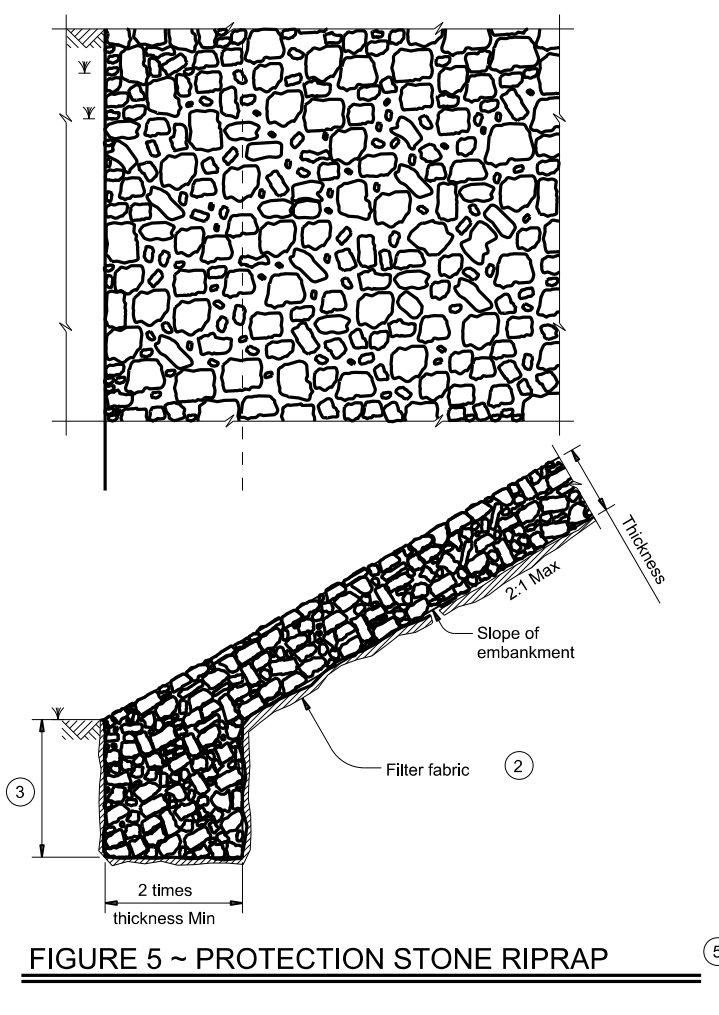 Thickness
2:1 Max
Slope of
embankment
Filter fabric
2
3
2 times
thickness Min
FIGURE 5 ~ PROTECTION STONE RIPRAP
5